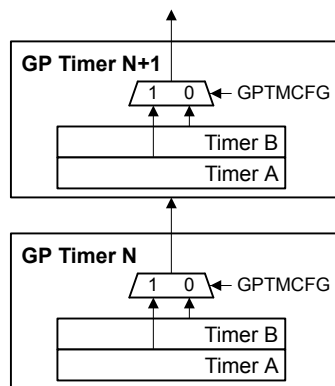 GP Timer N+1
1 0
GPTMCFG
Timer B
Timer A
GP Timer N
1 0
GPTMCFG
Timer B
Timer A